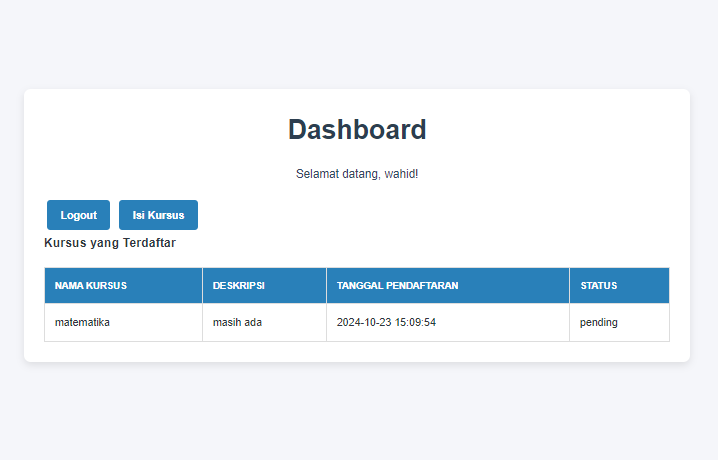 Dashboard
Selamat datang, wahid!
Logout Isi Kursus
Kursus yang Terdaftar
NAMA KURSUS DESKRIPSI TANGGAL PENDAFTARAN STATUS
matematika masih ada 2024-10-23 15:09:54 pending